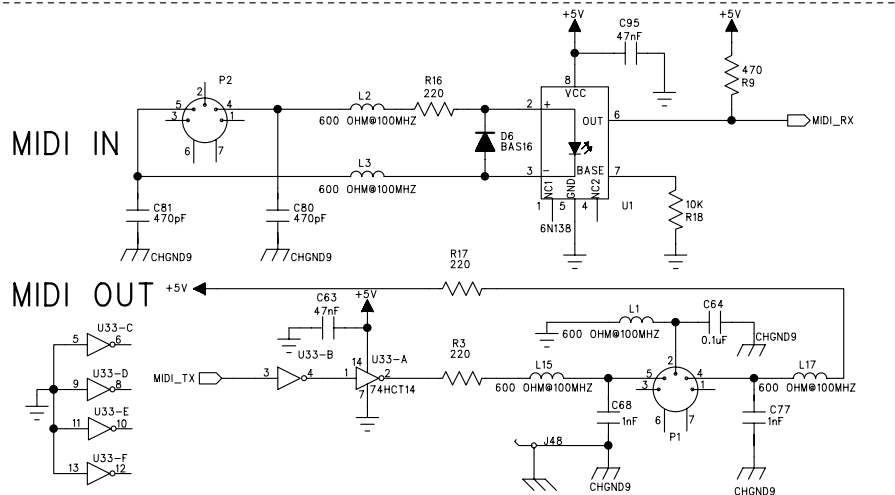 +5V
C95
47nF
+5V
P2
L2
R16
220
600 OHM@100MHZ
8
VCC
470
R9
2
5
4
3
1
6
7
2
+
OUT
6
MIDI_RX
MIDI IN
D6
BAS16
L3
600 OHM@100MHZ
3
-
BASE
7
NC1
GND
NC2
1
5
4
U1
6N138
10K
R18
C81
470pF
C80
470pF
CHGND9
CHGND9
MIDI OUT
+5V
R17
220
C63
47nF
+5V
L1
600 OHM@100MHZ
C64
0.1uF
CHGND9
U33-C
5
6
U33-D
9
8
U33-E
11
10
U33-F
13
12
MIDI_TX
3
U33-B
4
1
14
U33-A
2
7
74HCT14
R3
220
L15
600 OHM@100MHZ
2
5
4
3
1
6
7
P1
L17
600 OHM@100MHZ
C68
1nF
C77
1nF
J48
CHGND9
CHGND9